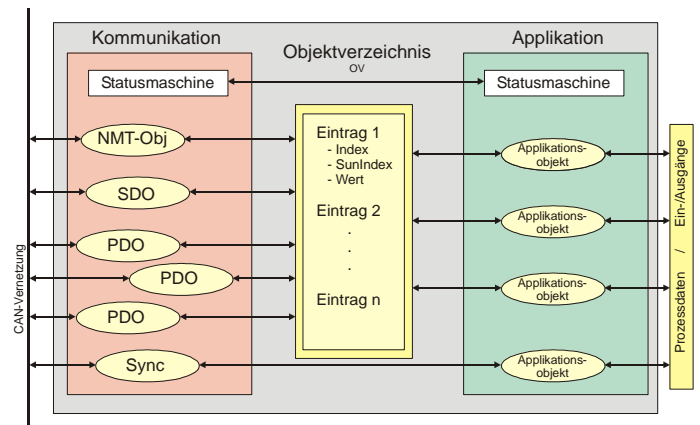 Kommunikation
Objektverzeichnis
OV
Applikation
Statusmaschine
Statusmaschine
NMT-Obj
SDO
PDO
PDO
PDO
Sync
Eintrag 1
- Index
- SunIndex
- Wert
Eintrag 2
.
.
.
Eintrag n
Applikations-
objekt
Applikations-
objekt
Applikations-
objekt
Applikations-
objekt
CAN-Vernetzung
Prozessdaten / Ein-/Ausgänge